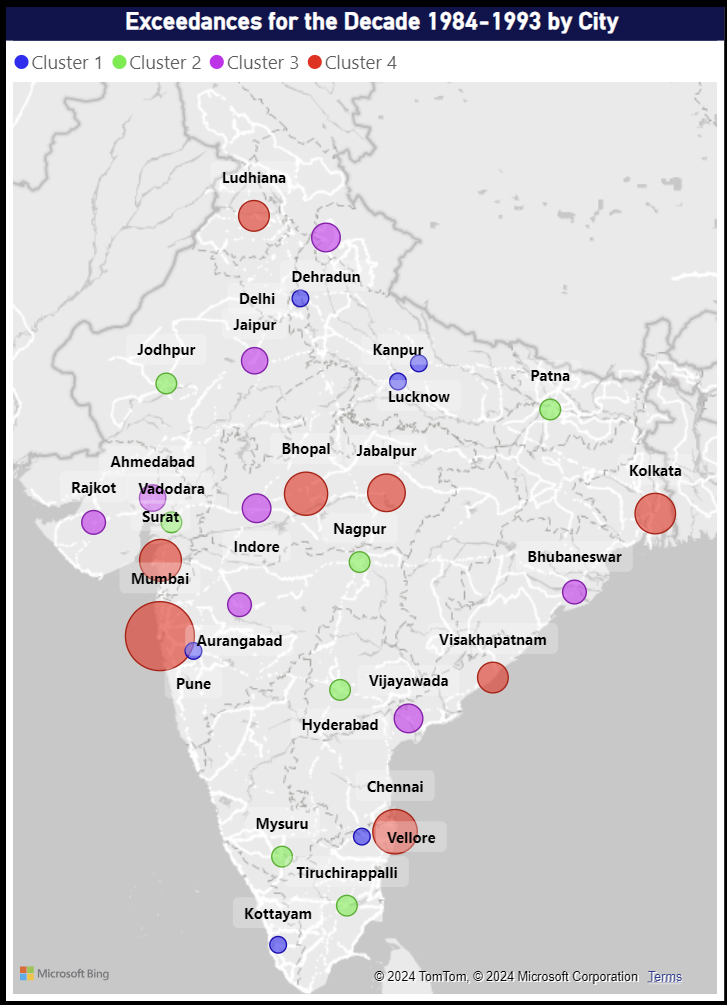 Exceedances for the Decade 1984-1993 by City
Cluster 1 Cluster 2 Cluster 3 Cluster 4
Ludhiana
Dehradun
Delhi
Jaipur
Jodhpur
Kanpur
Lucknow
Patna
Bhopal
Jabalpur
Ahmedabad
Kolkata
Rajkot
Vadodara
Surat
Nagpur
Indore
Bhubaneswar
Mumbai
Aurangabad
Visakhapatnam
Pune
Vijayawada
Hyderabad
Chennai
Mysuru
Vellore
Tiruchirappalli
Kottayam
Microsoft Bing
© 2024 TomTom, © 2024 Microsoft Corporation Terms